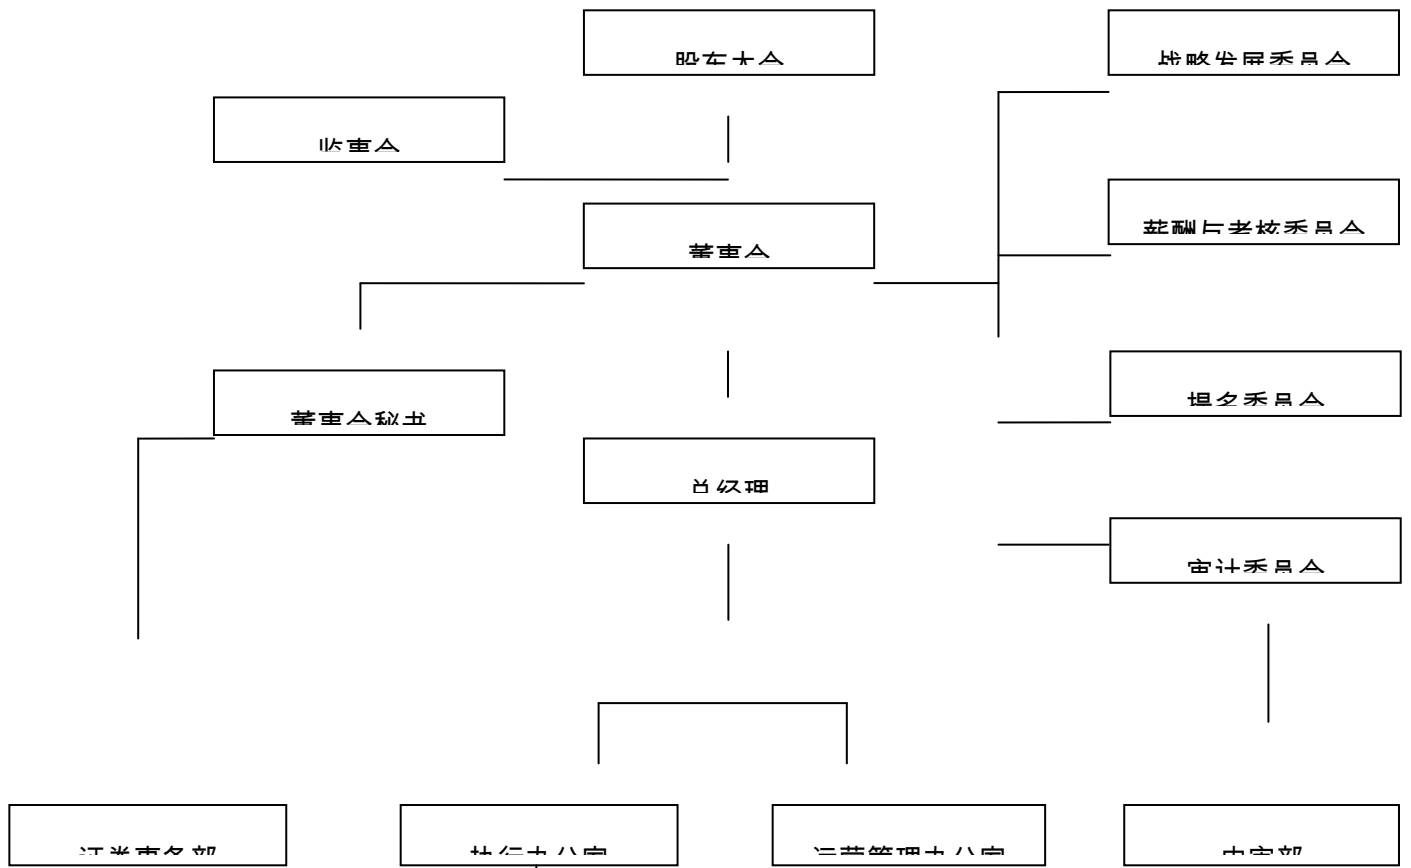 股东大会
战略发展委员会
监事会
薪酬与考核委员会
董事会
提名委员会
董事会秘书
总经理
审计委员会
证券事务部
执行办公室
运营管理办公室
内审部